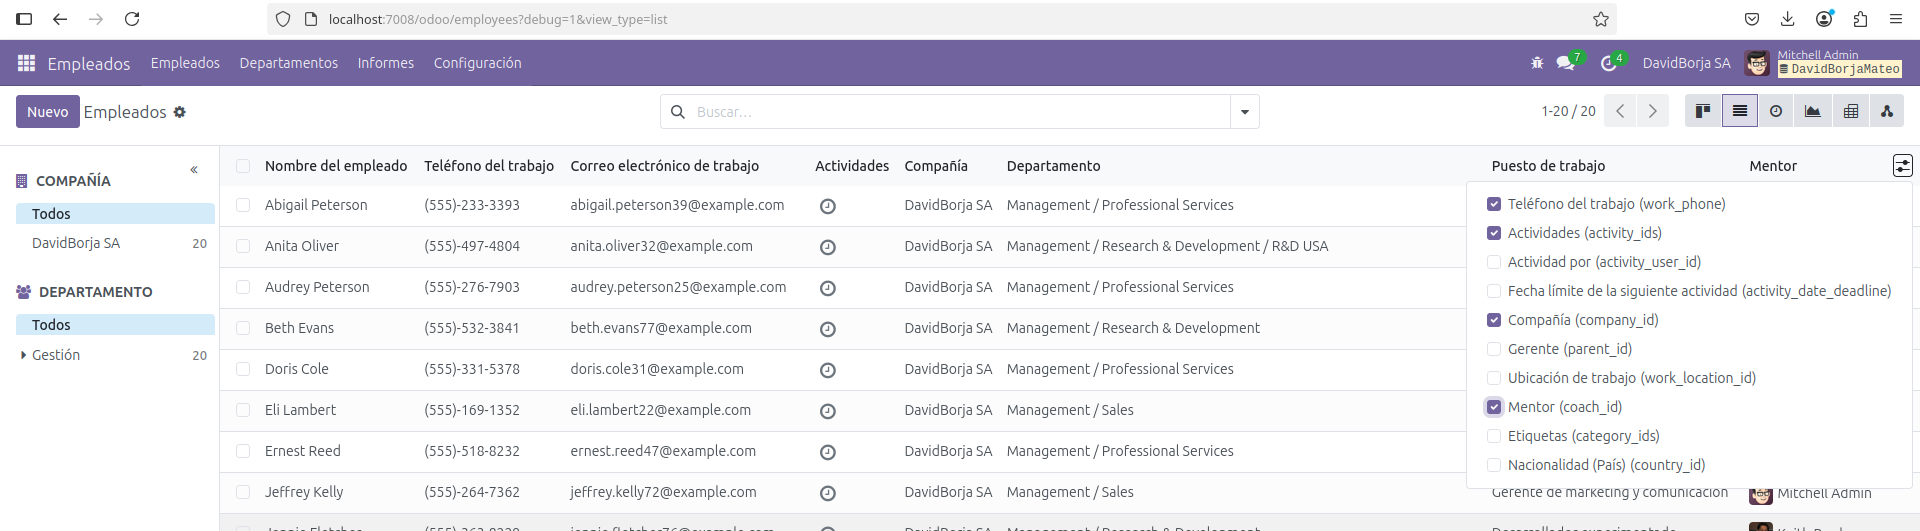 localhost:7008/odoo/employees?debug=1&view_type=list
Empleados Empleados Departamentos Informes Configuración 7 4 DavidBorja SA Mitchell Admin
DavidBorjaMateo
Nuevo Empleados Buscar... 1-20 / 20
COMPAÑÍA
Todos
DavidBorja SA 20
DEPARTAMENTO
Todos
Gestión 20
Nombre del empleado Teléfono del trabajo Correo electrónico de trabajo Actividades Compañía Departamento Puesto de trabajo Mentor
Abigail Peterson (555)-233-3393 abigail.peterson39@example.com DavidBorja SA Management / Professional Services
Anita Oliver (555)-497-4804 anita.oliver32@example.com DavidBorja SA Management / Research & Development / R&D USA
Audrey Peterson (555)-276-7903 audrey.peterson25@example.com DavidBorja SA Management / Professional Services
Beth Evans (555)-532-3841 beth.evans77@example.com DavidBorja SA Management / Research & Development
Doris Cole (555)-331-5378 doris.cole31@example.com DavidBorja SA Management / Professional Services
Eli Lambert (555)-169-1352 eli.lambert22@example.com DavidBorja SA Management / Sales
Ernest Reed (555)-518-8232 ernest.reed47@example.com DavidBorja SA Management / Professional Services
Jeffrey Kelly (555)-264-7362 jeffrey.kelly72@example.com DavidBorja SA Management / Sales Gerente de marketing y comunicación Mitchell Admin
Teléfono del trabajo (work_phone)
Actividades (activity_ids)
Actividad por (activity_user_id)
Fecha límite de la siguiente actividad (activity_date_deadline)
Compañía (company_id)
Gerente (parent_id)
Ubicación de trabajo (work_location_id)
Mentor (coach_id)
Etiquetas (category_ids)
Nacionalidad (País) (country_id)